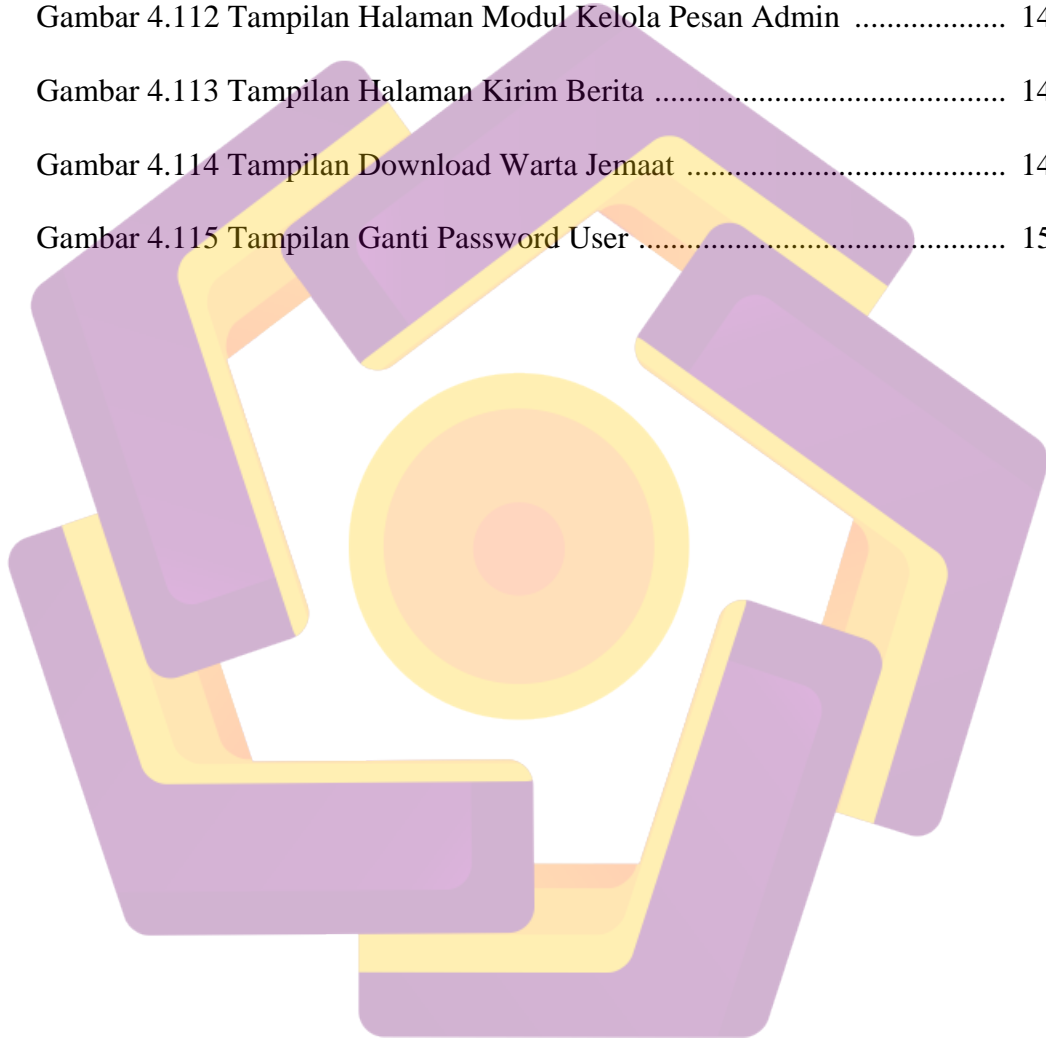 Gambar 4.112 Tampilan Halaman Modul Kelola Pesan Admin .................. 14
Gambar 4.113 Tampilan Halaman Kirim Berita .......................................... 14
Gambar 4.114 Tampilan Download Warta Jemaat ...................................... 14
Gambar 4.115 Tampilan Ganti Password User ............................................ 15